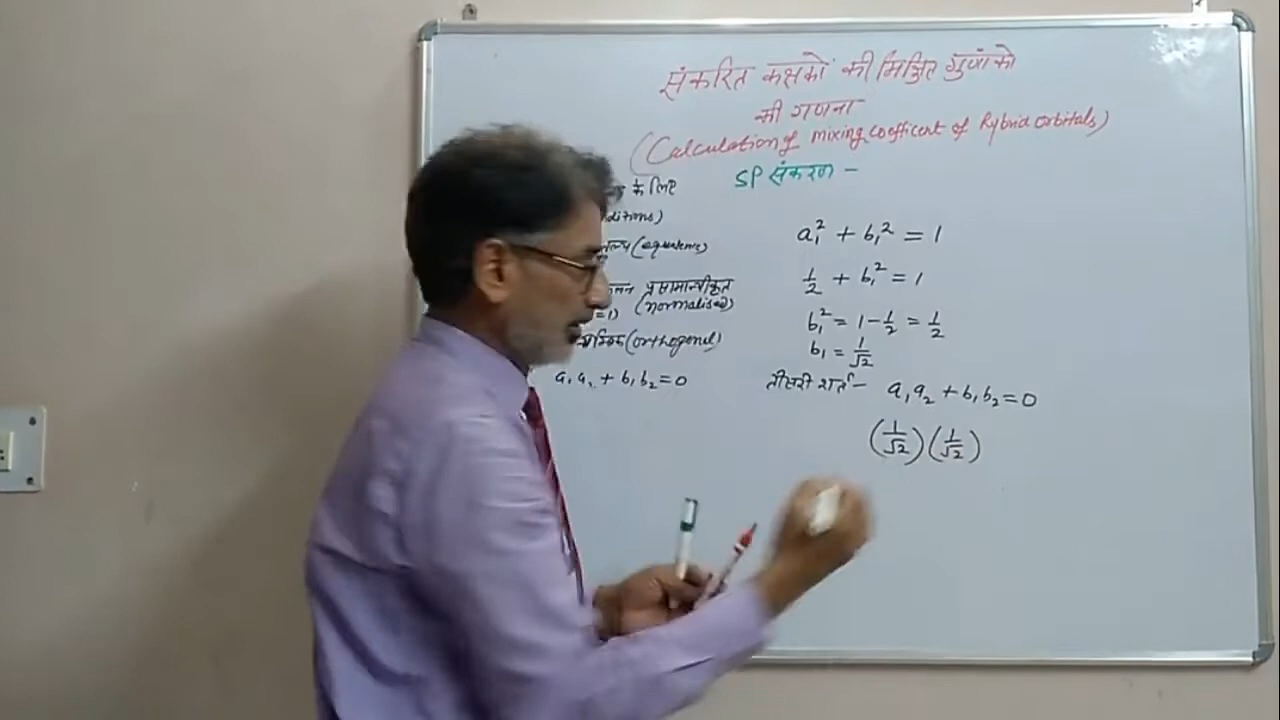 संकरित कक्षकों की मिश्रित गुणांको
की गणना
(Calculation of mixing coefficent of hybrid orbitals)
के लिए
ditions)
(equivalence)
प्रसामान्यीकृत
=1) (normalised)
(orthogonal)
a₁a₂ + b₁b₂ = 0
SP संकरण -
a₁² + b₁² = 1
1/2 + b₁² = 1
b₁² = 1 - 1/2 = 1/2
b₁ = 1/√2
तीसरी शर्त - a₁a₂ + b₁b₂ = 0
(1/√2)(1/√2)